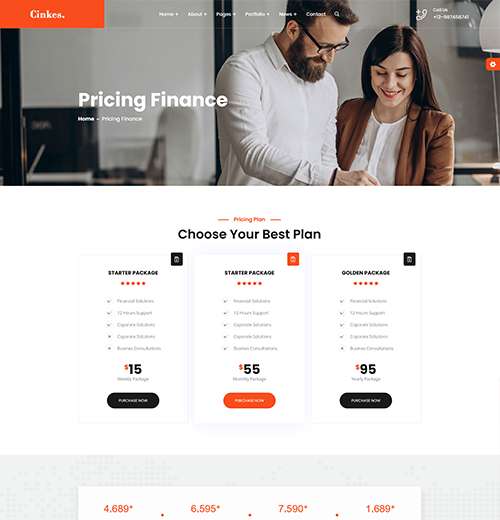 Cinkes.
Home
About
Pages
Portfolio
News
Contact
Call Us
+12-987458741
Pricing Finance
Home – Pricing Finance
Pricing Plan
Choose Your Best Plan
STARTER PACKAGE
Financial Solutions
12 Hours Support
Coporate Solutions
Coporate Solutions
Busines Consultations
$15
Weekly Package
PURCHASE NOW
STARTER PACKAGE
Financial Solutions
12 Hours Support
Coporate Solutions
Coporate Solutions
Busines Consultations
$55
Monthly Package
PURCHASE NOW
GOLDEN PACKAGE
Financial Solutions
12 Hours Support
Coporate Solutions
Coporate Solutions
Busines Consultations
$95
Yearly Package
PURCHASE NOW
4,689+
6,595+
7,590+
1,689+